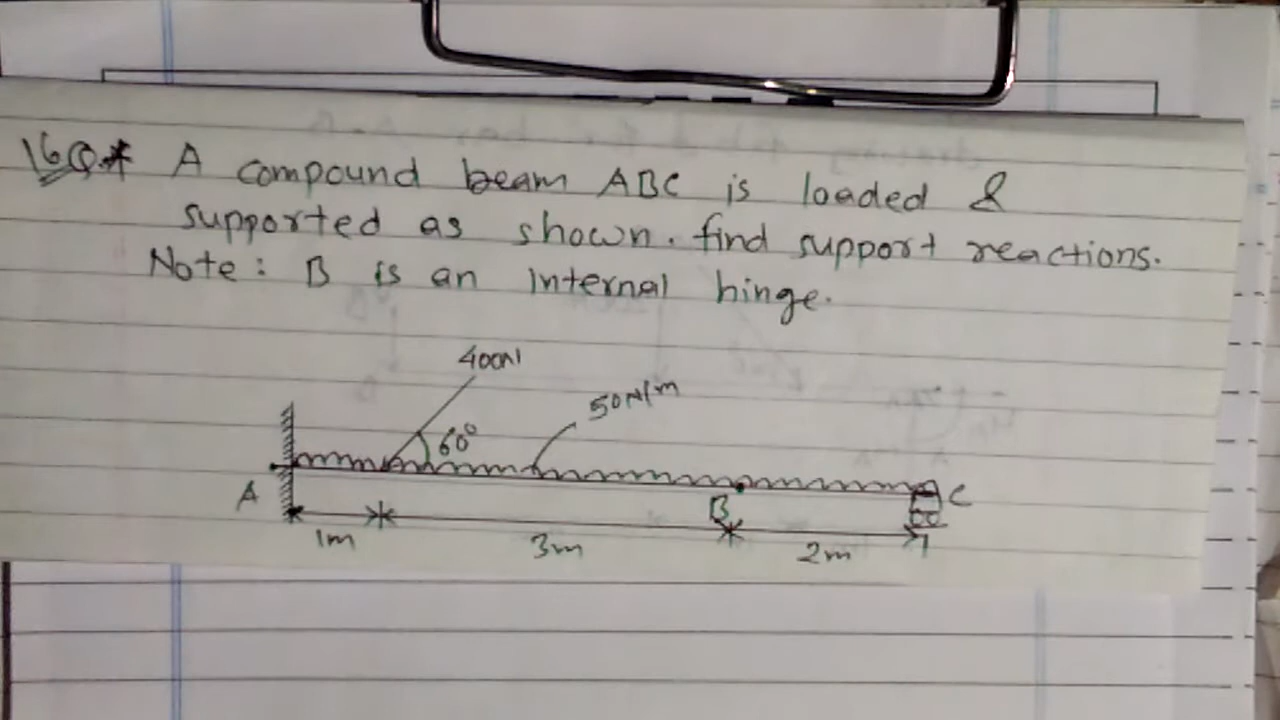 16Q* A compound beam ABC is loaded &
supported as shown. find support reactions.
Note: B is an internal hinge.
400N
50N/m
60°
A
B
C
1m
3m
2m